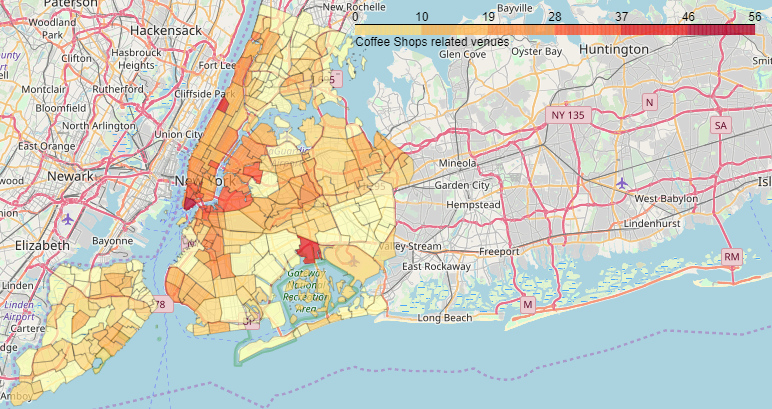 Paterson
New Rochelle
Bayville
0 10 19 28 37 46 56
Coffee Shops related venues
Woodland
Park
Hackensack
Glen Cove
Oyster Bay
Huntington
Smit
Clifton
Hasbrouck
Heights
Fort Lee
Montclair
Rutherford
Cliffside Park
Bloomfield
North Arlington
N
NY 135
SA
Union City
East Orange
Mineola
Newark
Garden City
Isl
Hempstead
West Babylon
Lindenhurst
Elizabeth
Bayonne
Valley Stream
Freeport
East Rockaway
RM
Linden
Gateway
National
Recreation
Area
Linden
Airport
78
M
Carteret
Long Beach
dge
Amboy